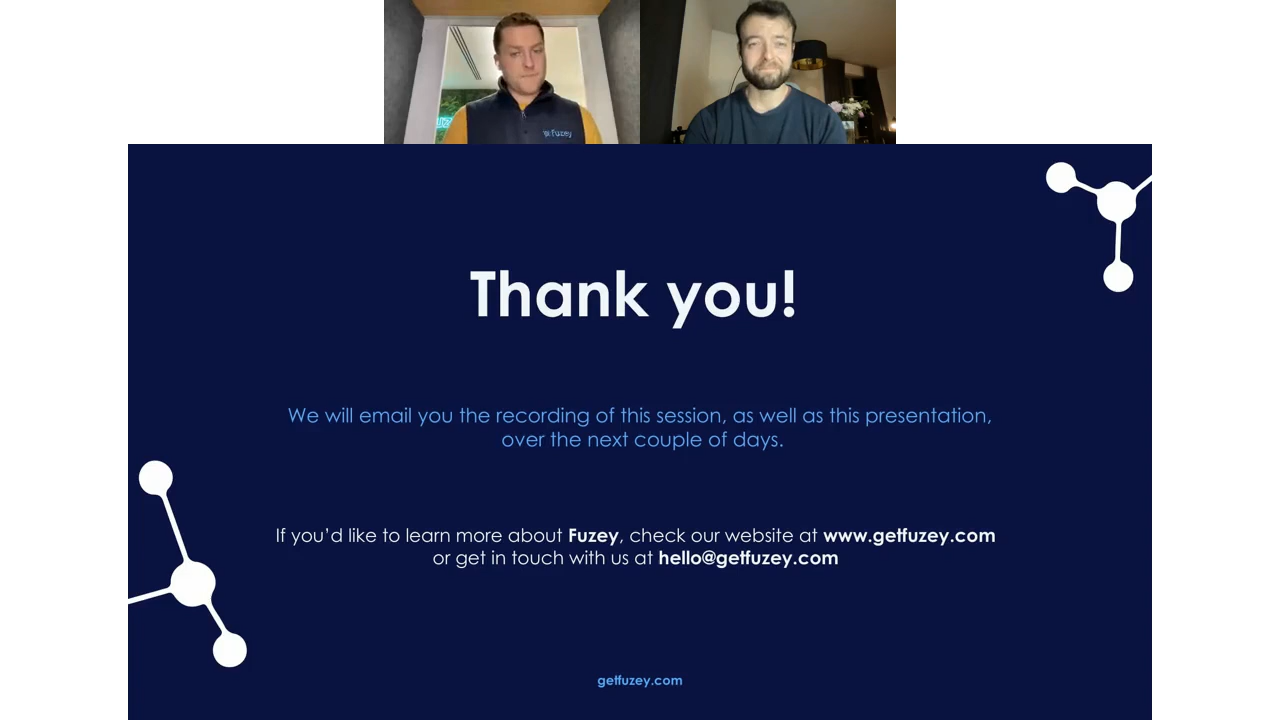 fuzey
Thank you!
We will email you the recording of this session, as well as this presentation,
over the next couple of days.
If you’d like to learn more about Fuzey, check our website at www.getfuzey.com
or get in touch with us at hello@getfuzey.com
getfuzey.com